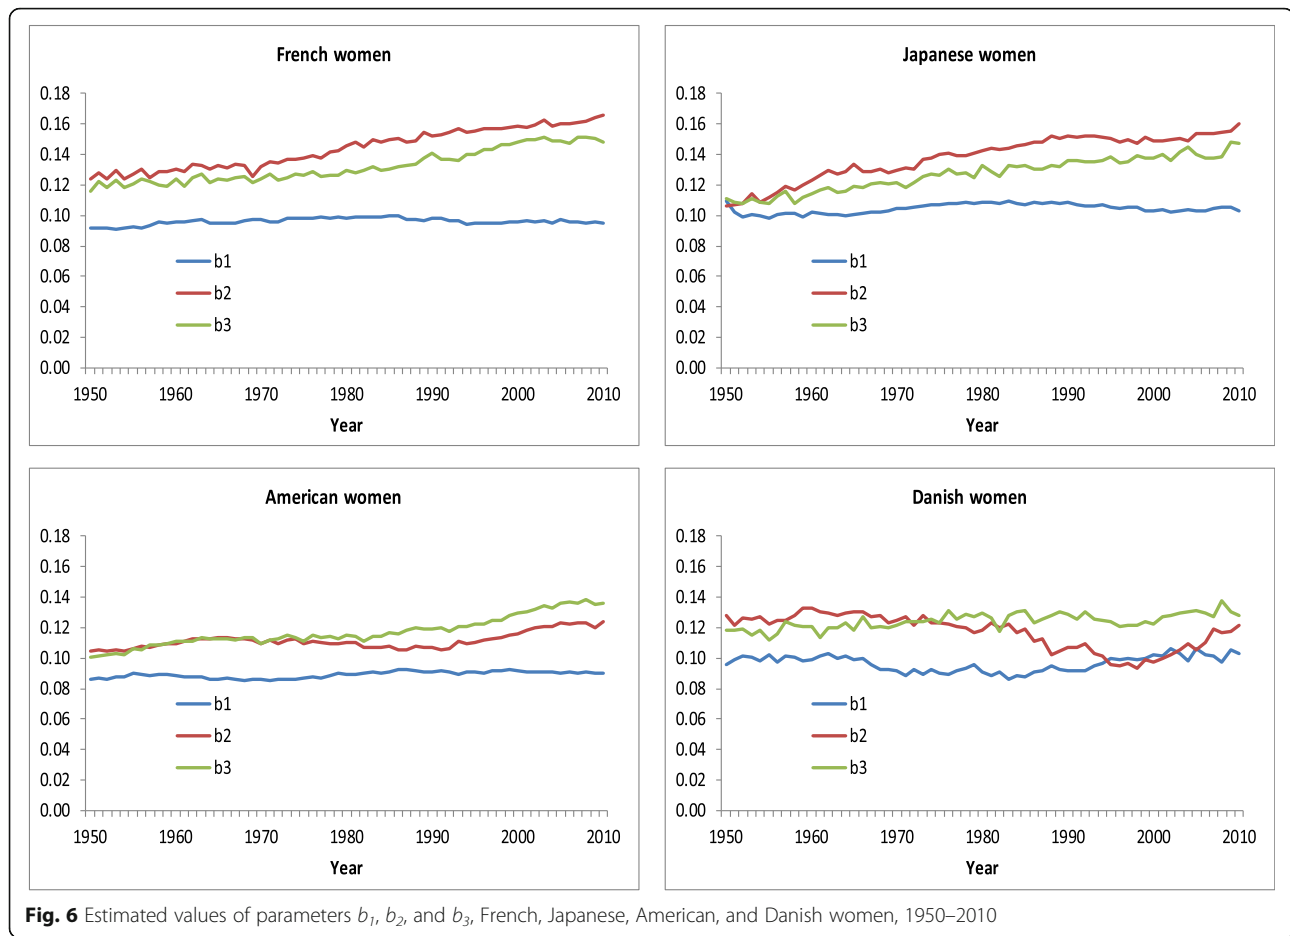 French women
0.18
0.16
0.14
0.12
0.10
0.08
0.06
0.04
0.02
0.00
b1
b2
b3
1950 1960 1970 1980 1990 2000 2010
Year
Japanese women
0.18
0.16
0.14
0.12
0.10
0.08
0.06
0.04
0.02
0.00
b1
b2
b3
1950 1960 1970 1980 1990 2000 2010
Year
American women
0.18
0.16
0.14
0.12
0.10
0.08
0.06
0.04
0.02
0.00
b1
b2
b3
1950 1960 1970 1980 1990 2000 2010
Year
Danish women
0.18
0.16
0.14
0.12
0.10
0.08
0.06
0.04
0.02
0.00
b1
b2
b3
1950 1960 1970 1980 1990 2000 2010
Year
Fig. 6 Estimated values of parameters b1, b2, and b3, French, Japanese, American, and Danish women, 1950–2010